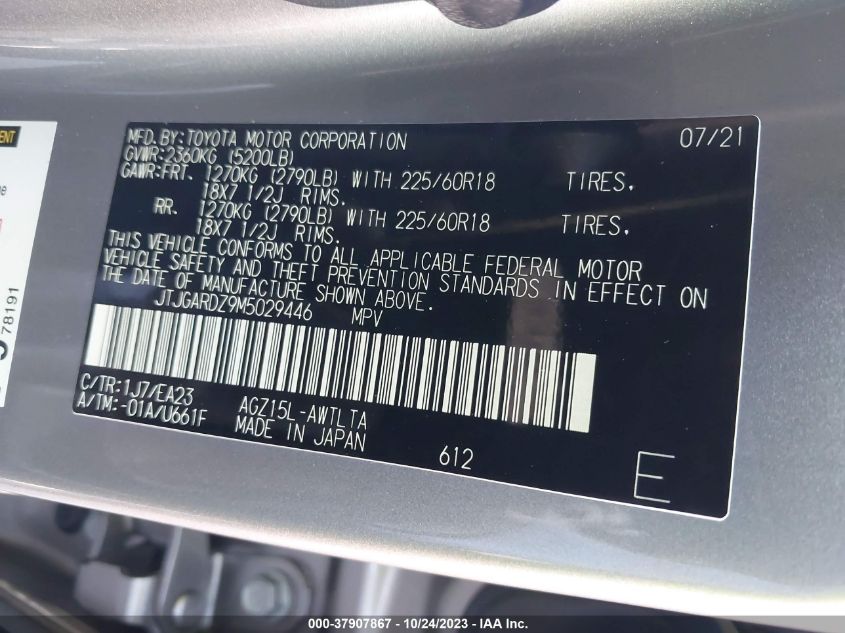 MFD.BY:TOYOTA MOTOR CORPORATION 07/21
GVWR:2360KG (5200LB)
GAWR:FRT. 1270KG (2790LB) WITH 225/60R18 TIRES,
18X7 1/2J RIMS.
RR. 1270KG (2790LB) WITH 225/60R18 TIRES,
18X7 1/2J RIMS.
THIS VEHICLE CONFORMS TO ALL APPLICABLE FEDERAL MOTOR
VEHICLE SAFETY AND THEFT PREVENTION STANDARDS IN EFFECT ON
THE DATE OF MANUFACTURE SHOWN ABOVE.
JTJGARDZ9M5029446 MPV
C/TR:1J7/EA23 AGZ15L-AWTLTA
A/TM:-01A/U661F MADE IN JAPAN
612
E
78191
000-37907867 - 10/24/2023 - © IAA Inc.